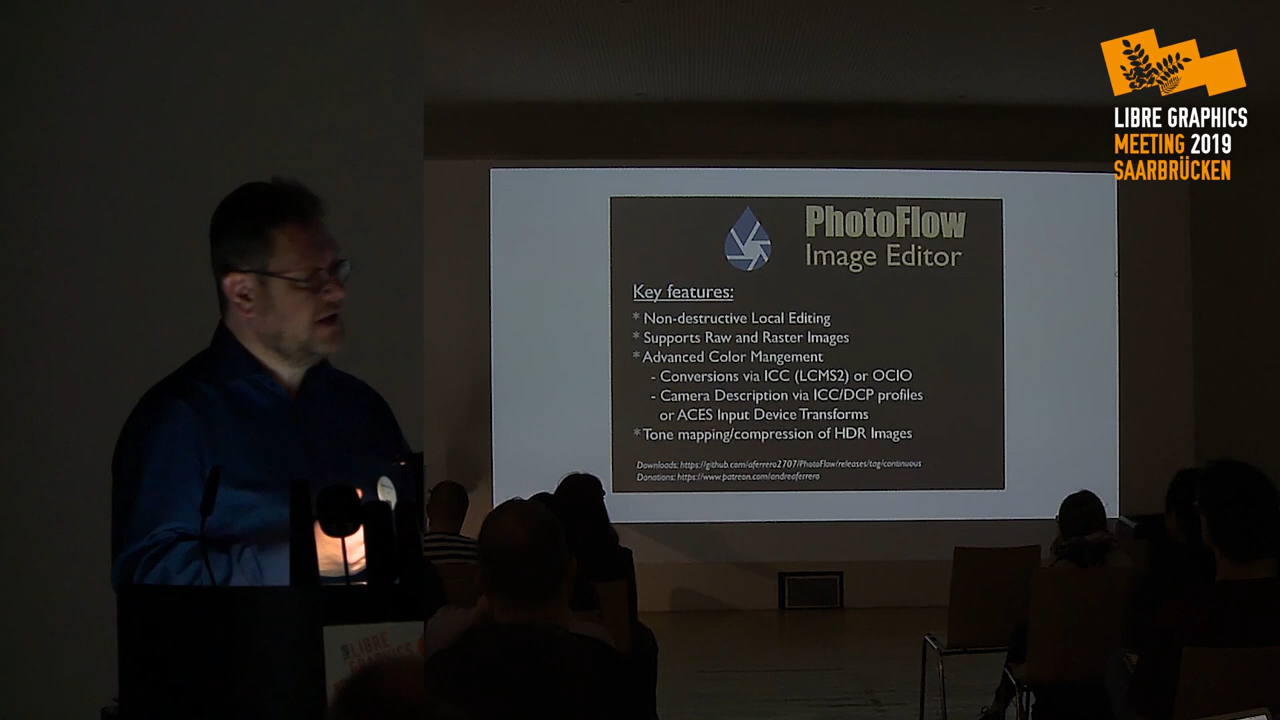 LIBRE GRAPHICS
MEETING 2019
SAARBRÜCKEN
PhotoFlow
Image Editor
Key features:
* Non-destructive Local Editing
* Supports Raw and Raster Images
* Advanced Color Mangement
- Conversions via ICC (LCMS2) or OCIO
- Camera Description via ICC/DCP profiles
or ACES Input Device Transforms
* Tone mapping/compression of HDR Images
Downloads: https://github.com/aferrero2707/PhotoFlow/releases/tag/continuous
Donations: https://www.patreon.com/andreaferrero
LIBRE
GRAPHICS